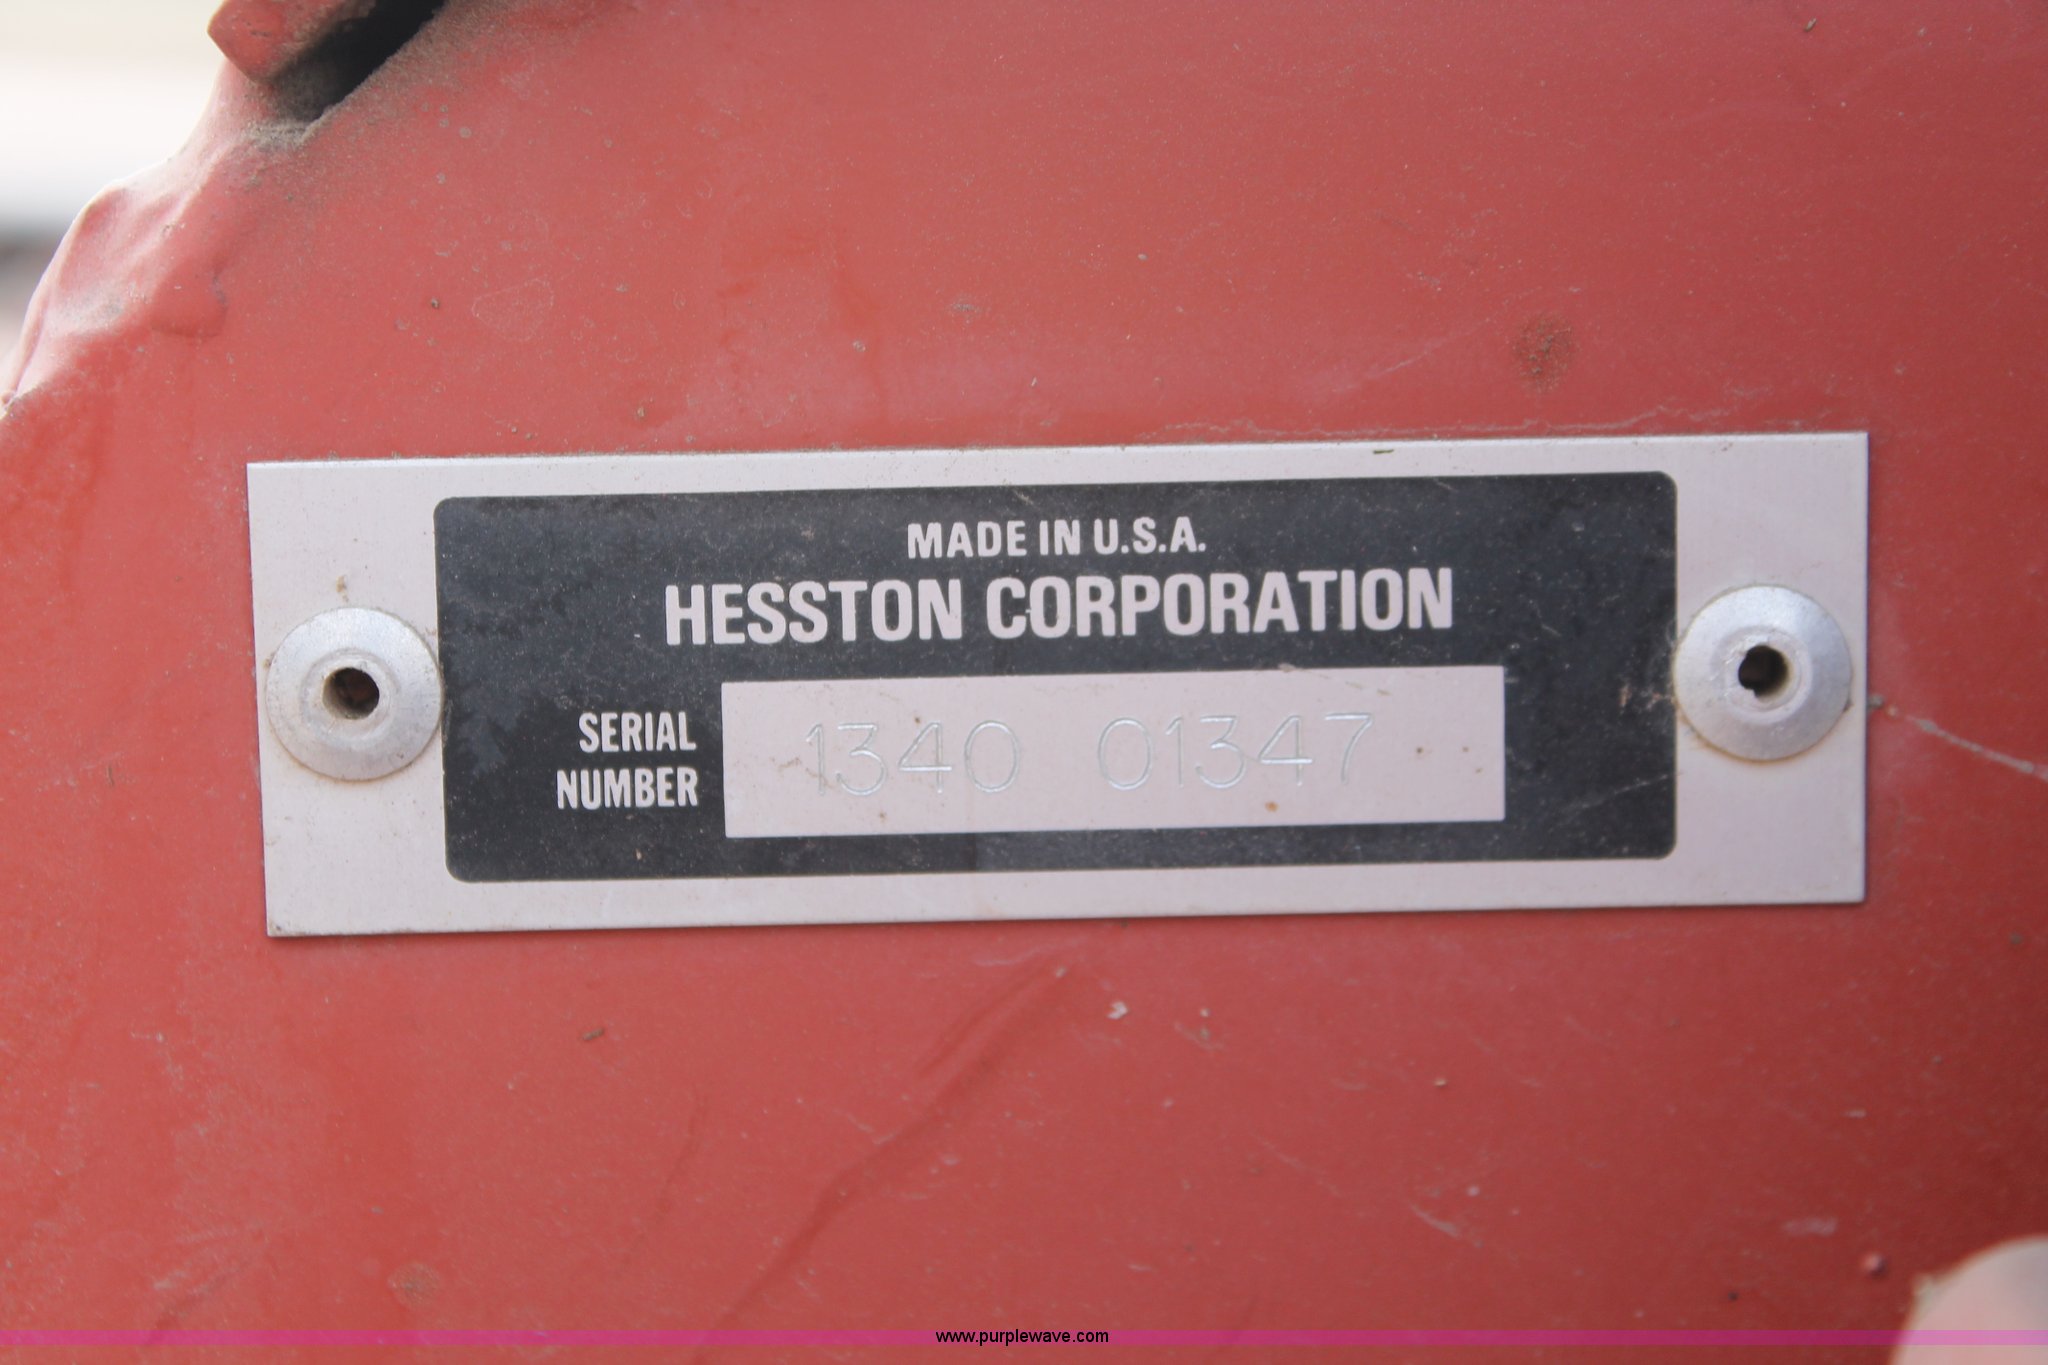 MADE IN U.S.A.
HESSTON CORPORATION
SERIAL
NUMBER
1340 01347
www.purplewave.com